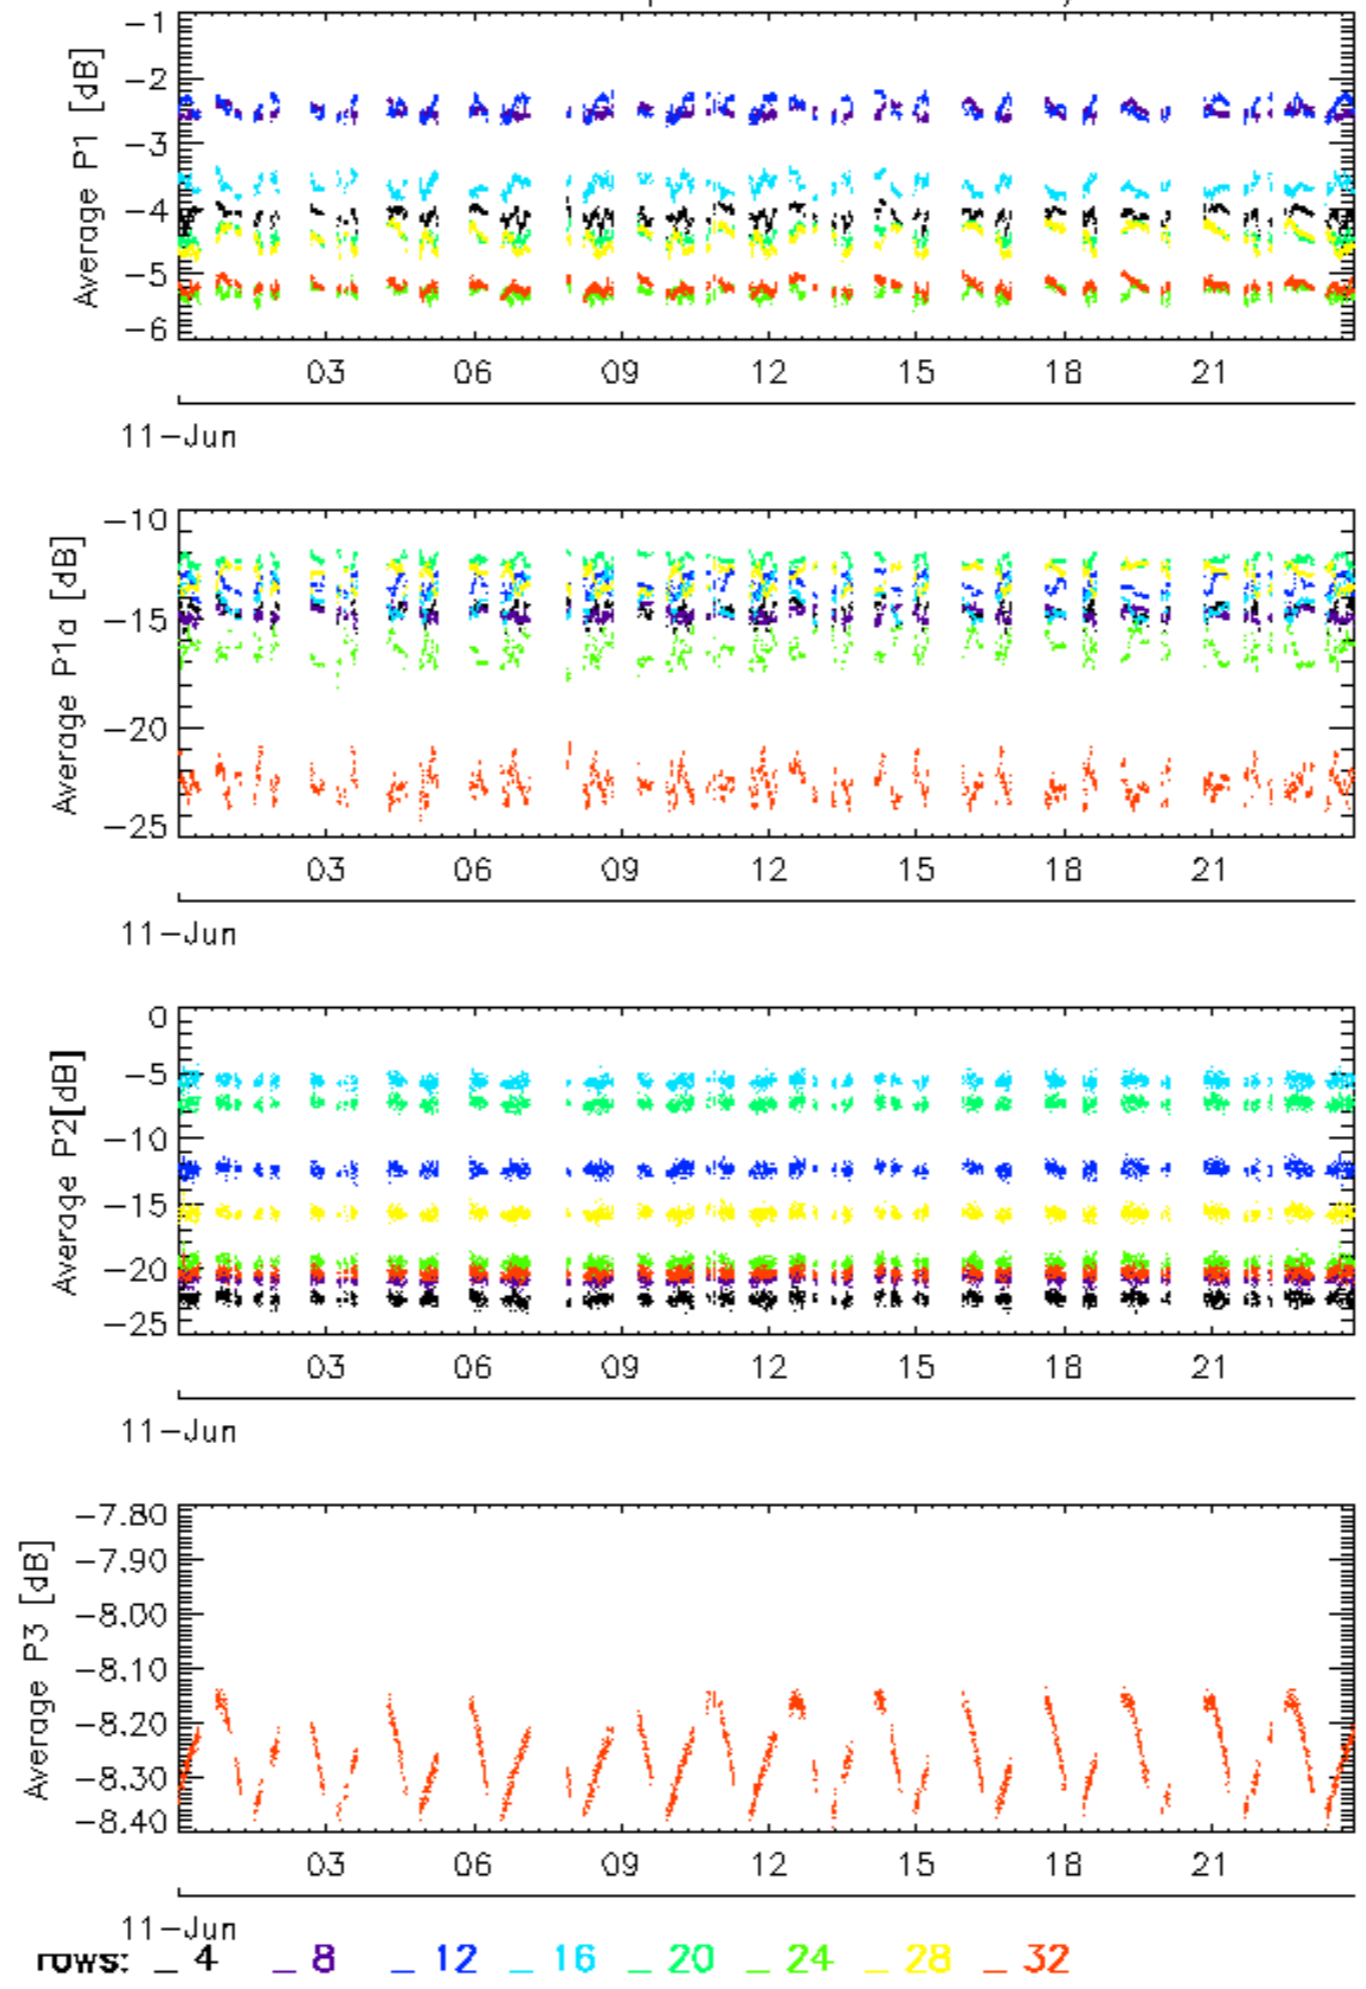 Average P1 [dB]
-1
-2
-3
-4
-5
-6
03 06 09 12 15 18 21
11-Jun
Average P1a [dB]
-10
-15
-20
-25
03 06 09 12 15 18 21
11-Jun
Average P2[dB]
0
-5
-10
-15
-20
-25
03 06 09 12 15 18 21
11-Jun
Average P3 [dB]
-7.80
-7.90
-8.00
-8.10
-8.20
-8.30
-8.40
03 06 09 12 15 18 21
11-Jun
rows: _ 4 _ 8 _ 12 _ 16 _ 20 _ 24 _ 28 _ 32